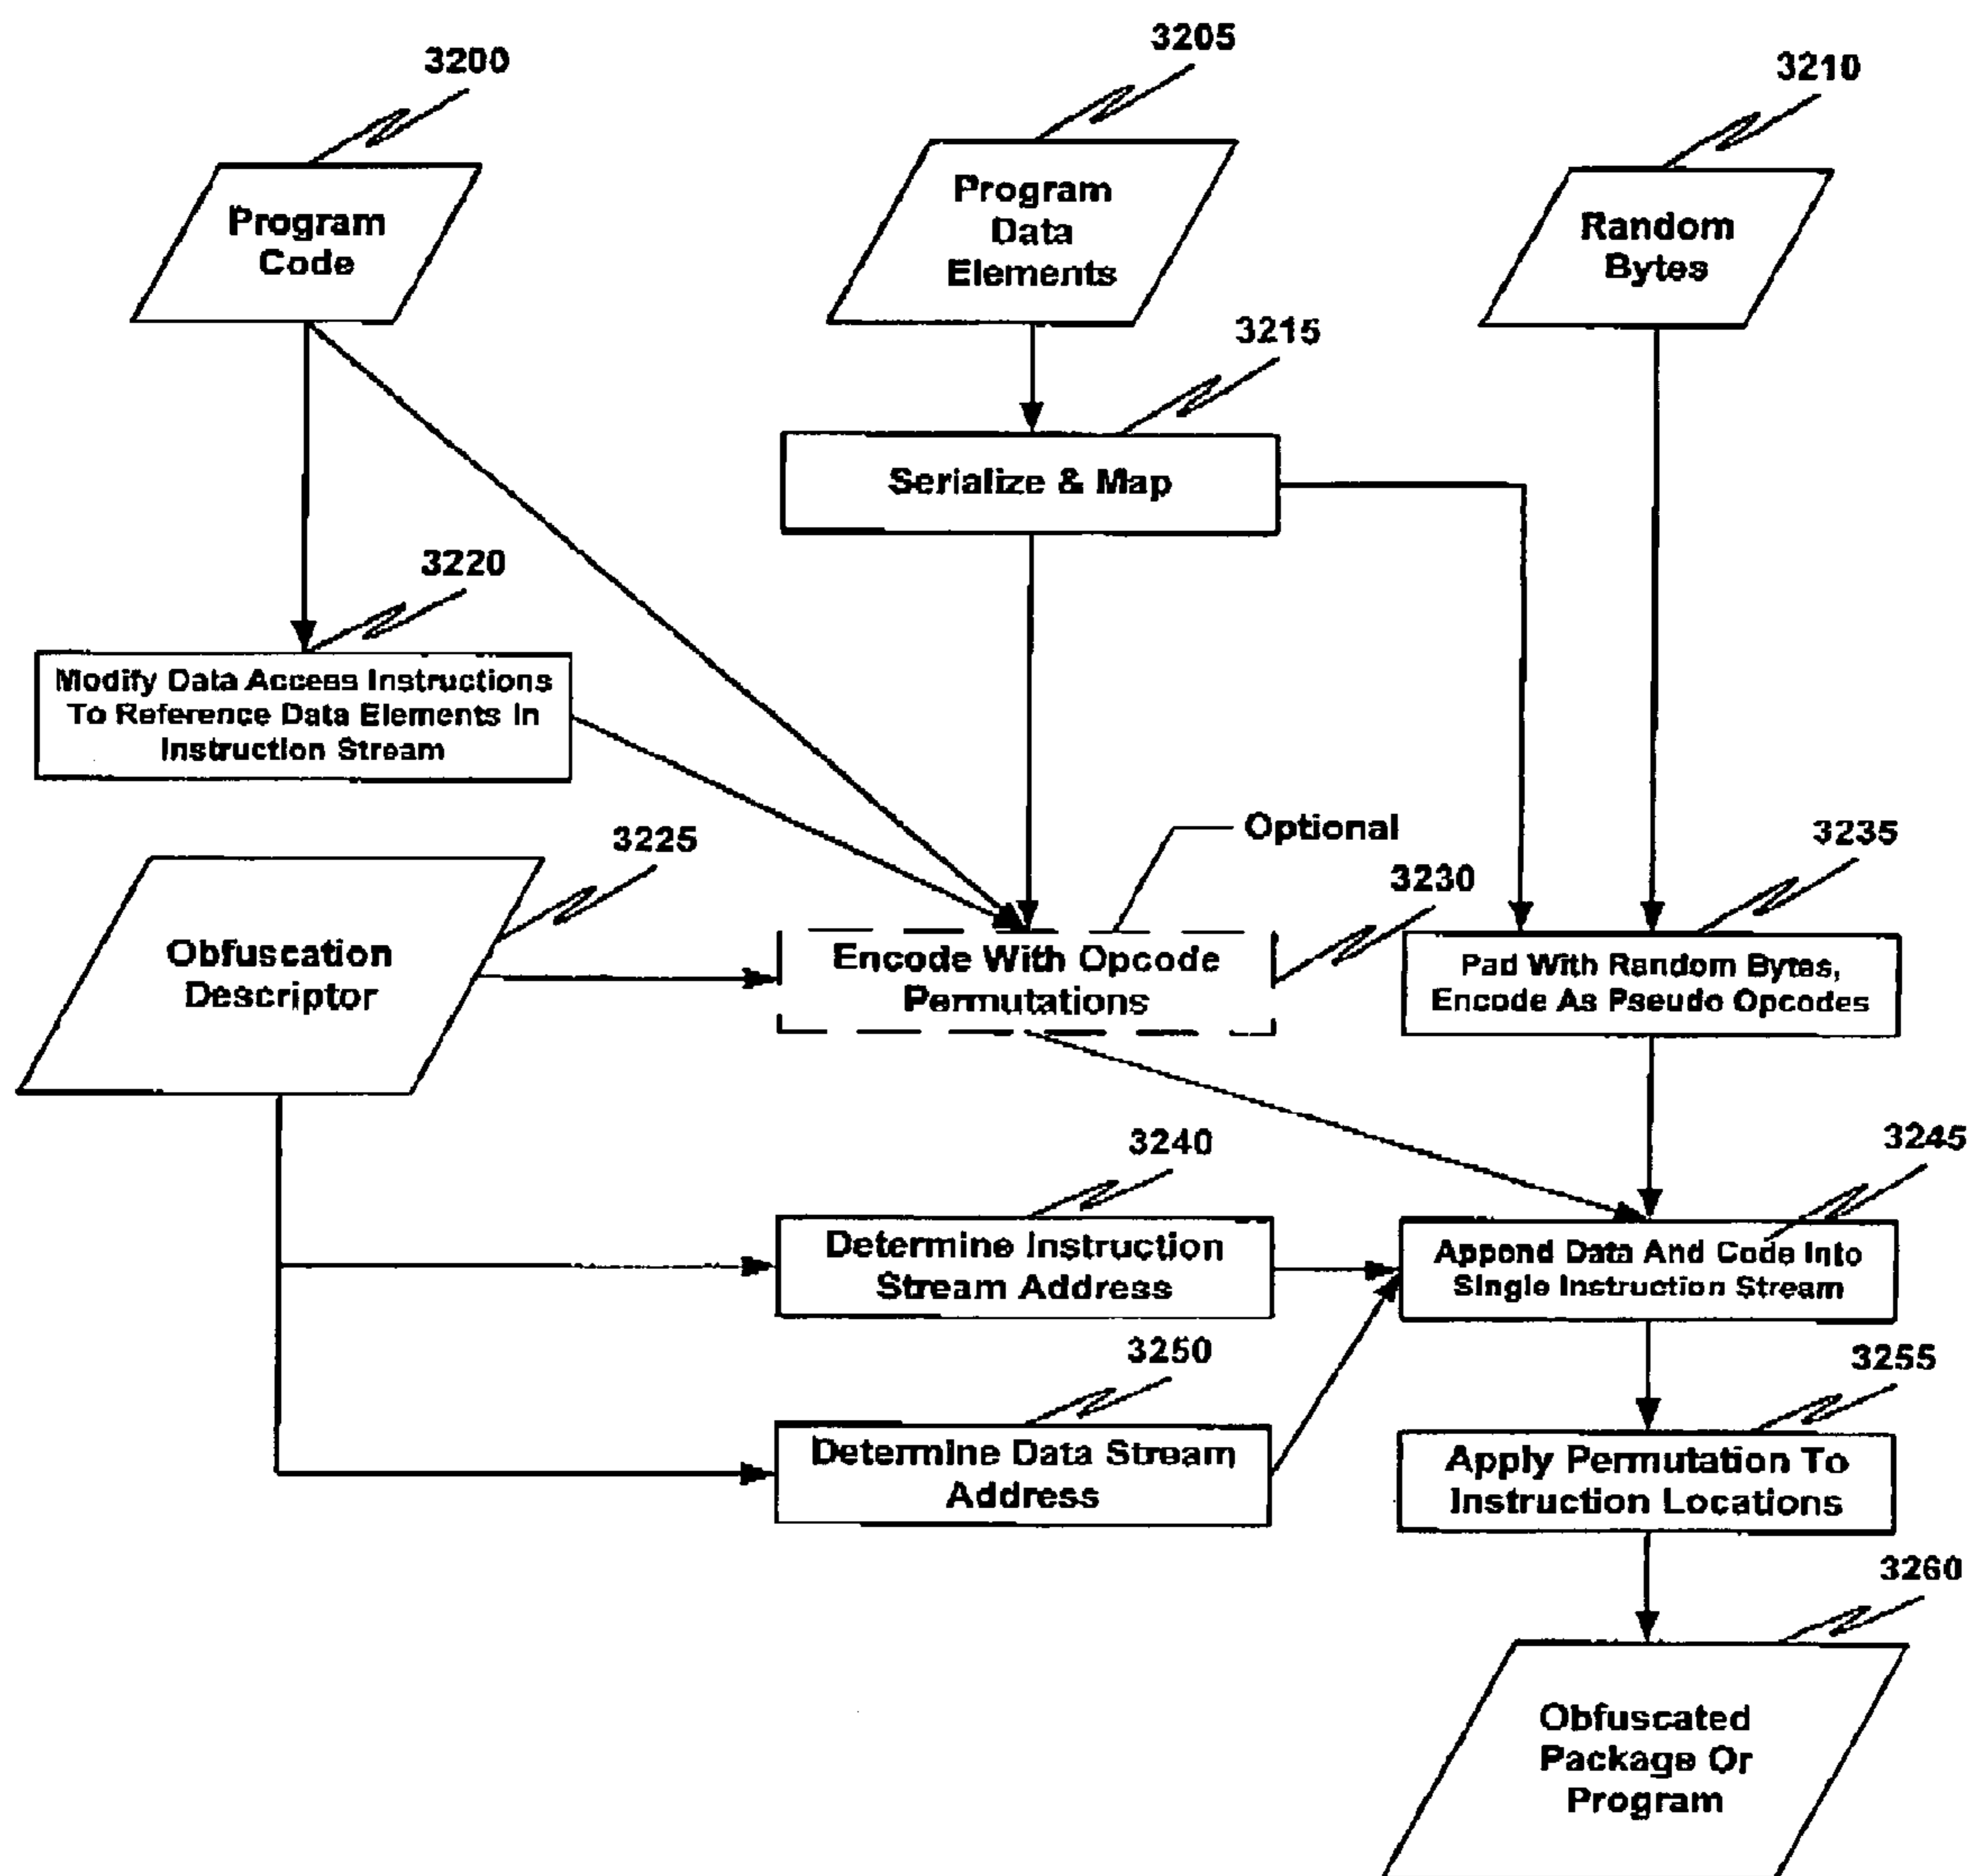 3200
3205
3210
Program
Code
Program
Data
Elements
Random
Bytes
3215
Serialize & Map
3220
Modify Data Access Instructions
To Reference Data Elements In
Instruction Stream
3225
Optional
3230
3235
Obfuscation
Descriptor
Encode With Opcode
Permutations
Pad With Random Bytes,
Encode As Pseudo Opcodes
3240
3245
Determine Instruction
Stream Address
Append Data And Code Into
Single Instruction Stream
3250
3255
Determine Data Stream
Address
Apply Permutation To
Instruction Locations
3260
Obfuscated
Package Or
Program